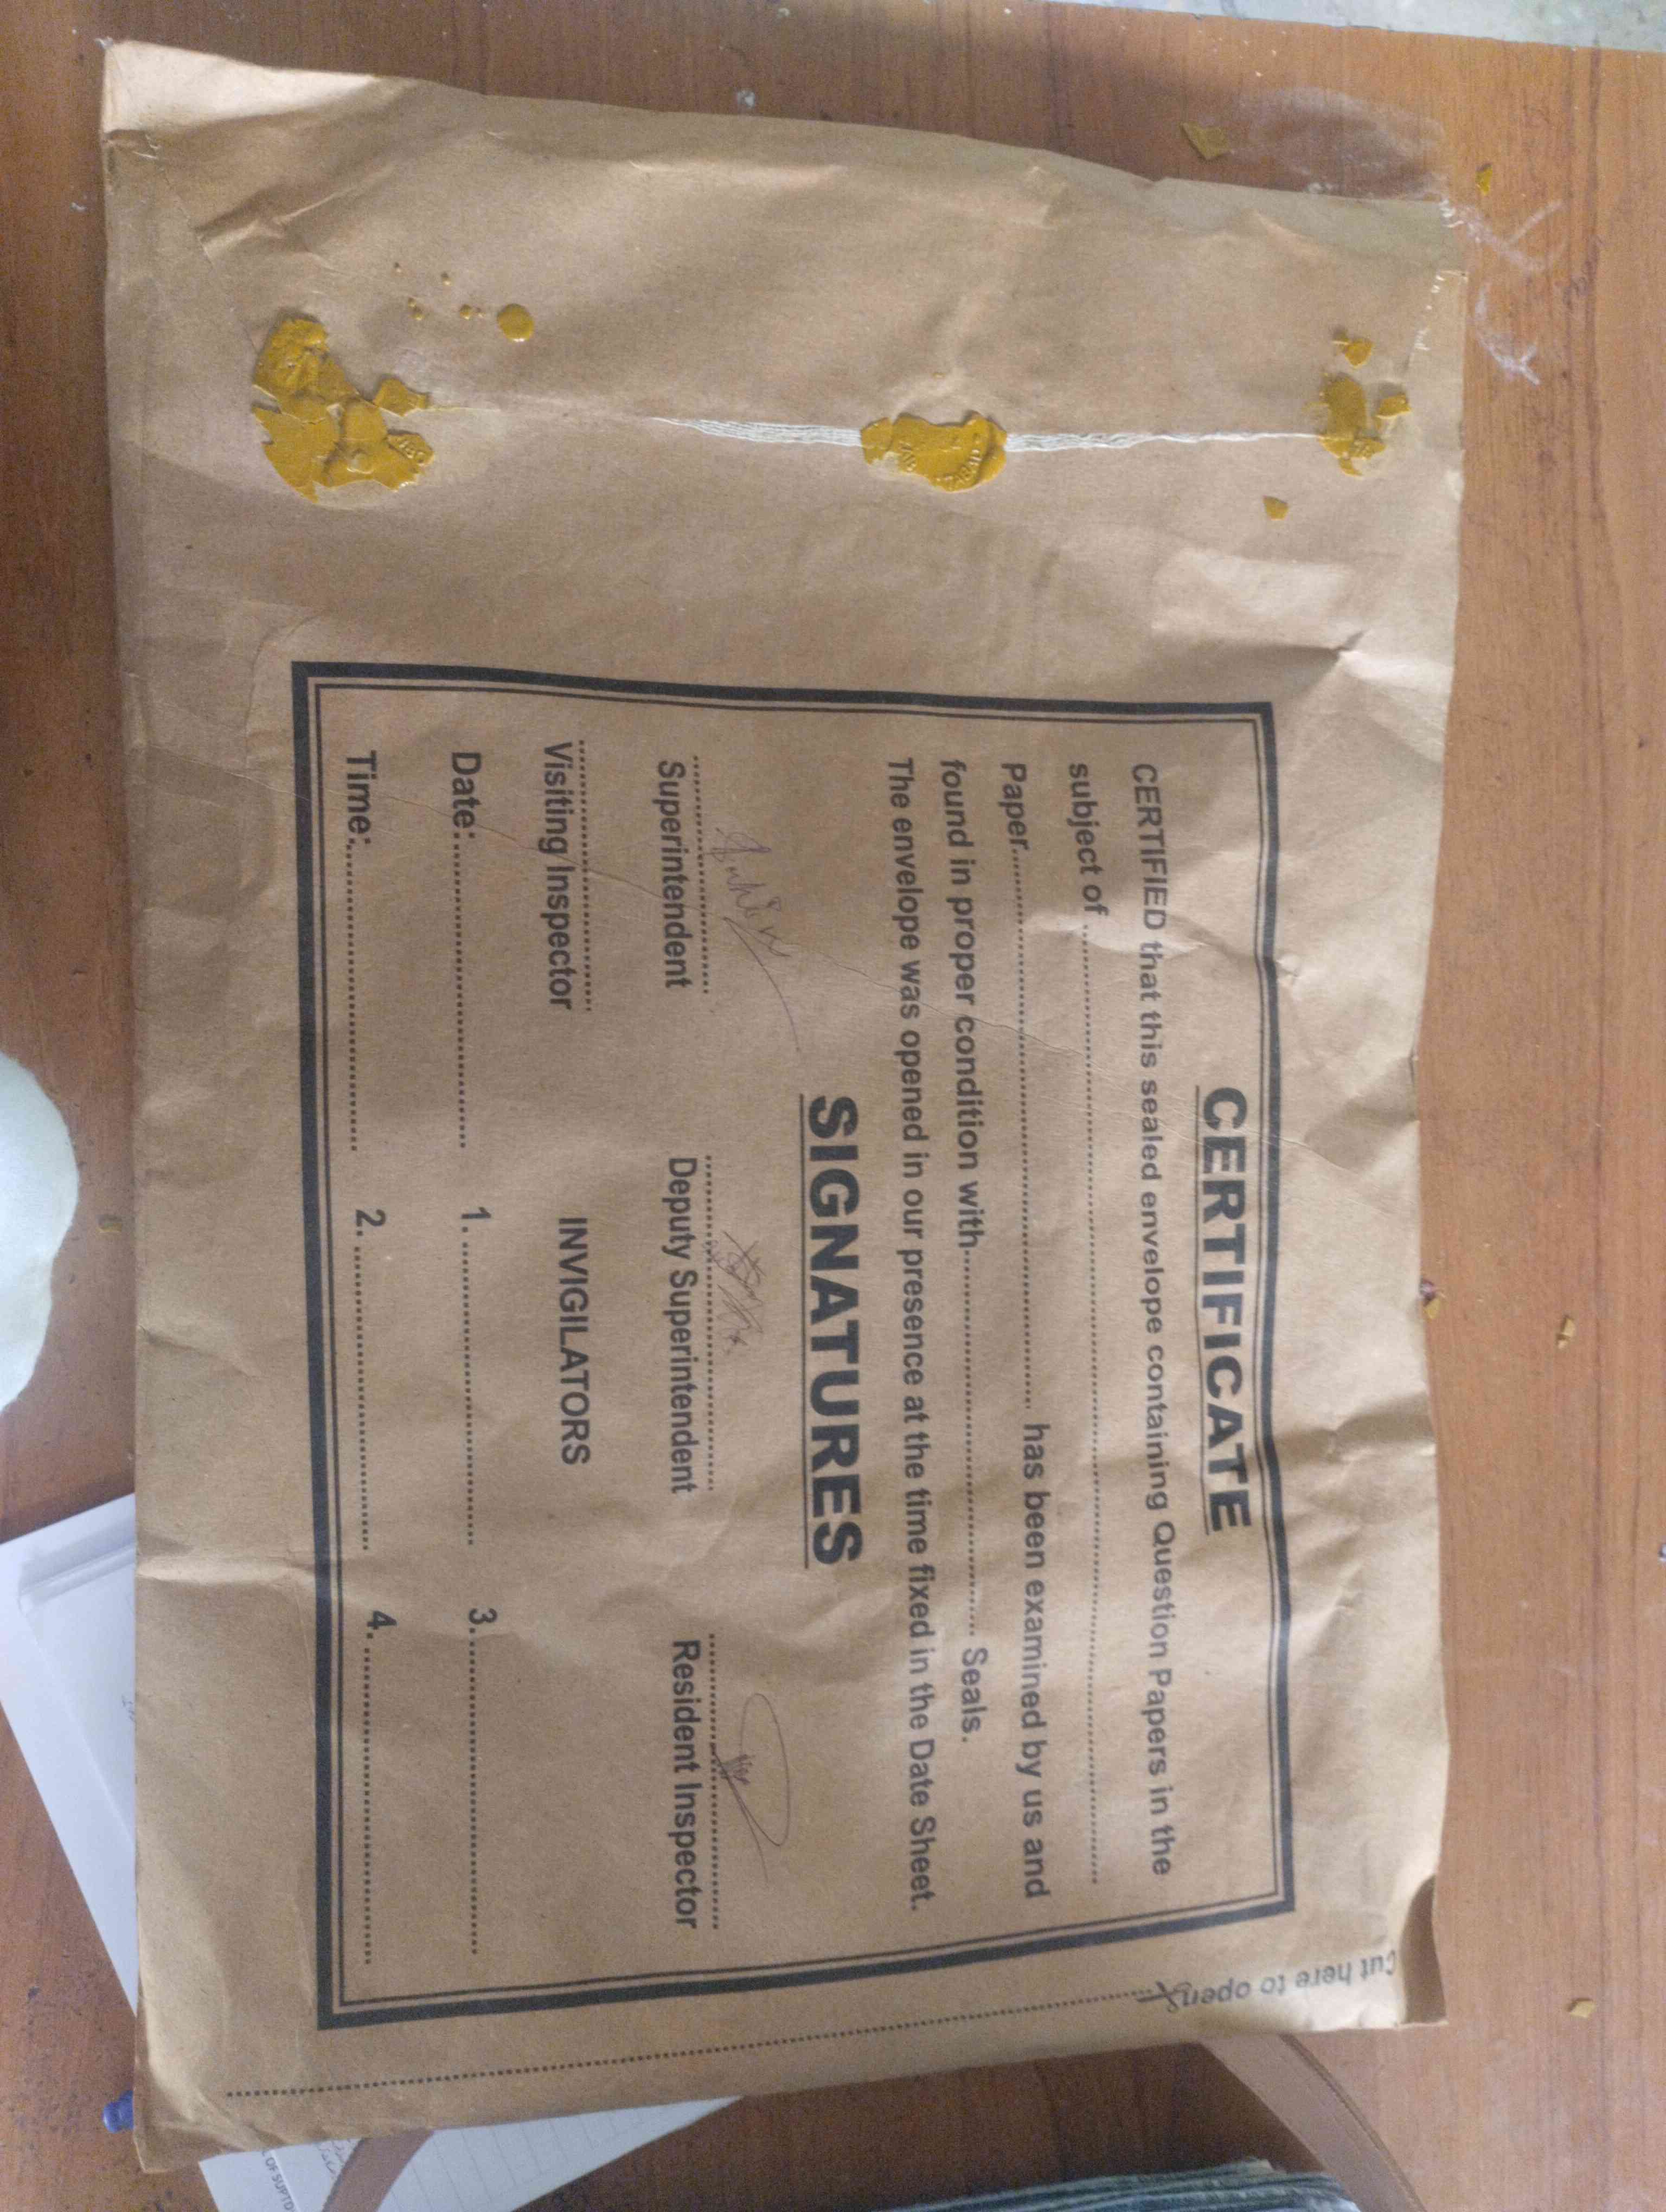 CERTIFICATE
CERTIFIED that this sealed envelope containing Question Papers in the
subject of ................................................
Paper................................................ has been examined by us and
found in proper condition with................................ Seals.
The envelope was opened in our presence at the time fixed in the Date Sheet.
SIGNATURES
Superintendent Deputy Superintendent Resident Inspector
Visiting Inspector INVIGILATORS
Date:................................ 1. ................................ 3. ................................
Time:................................ 2. ................................ 4. ................................
Cut here to open
OF SUPTD